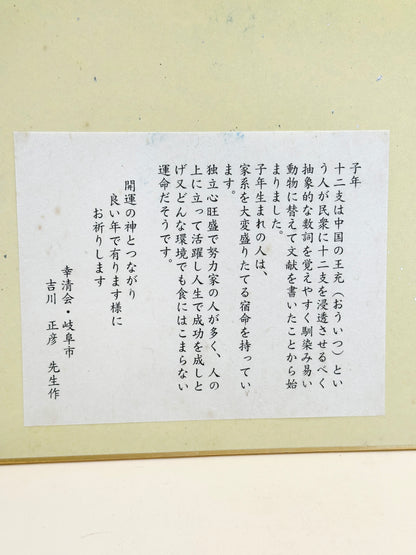 子年
十二支は中国の王充（おういつ）とい
う人が民衆に十二支を浸透させるべく
抽象的な数詞を覚えやすく馴染み易い
動物に替えて文献を書いたことから始
まりました。
子年生まれの人は、
家系を大変盛りたてる宿命を持ってい
ます。
独立心旺盛で努力家の人が多く、人の
上に立って活躍し人生で成功を成しと
げ又どんな環境でも食にはこまらない
運命だそうです。
開運の神とつながり
良い年で有ります様に
お祈りします
幸清会・岐阜市
吉川 正彦 先生作